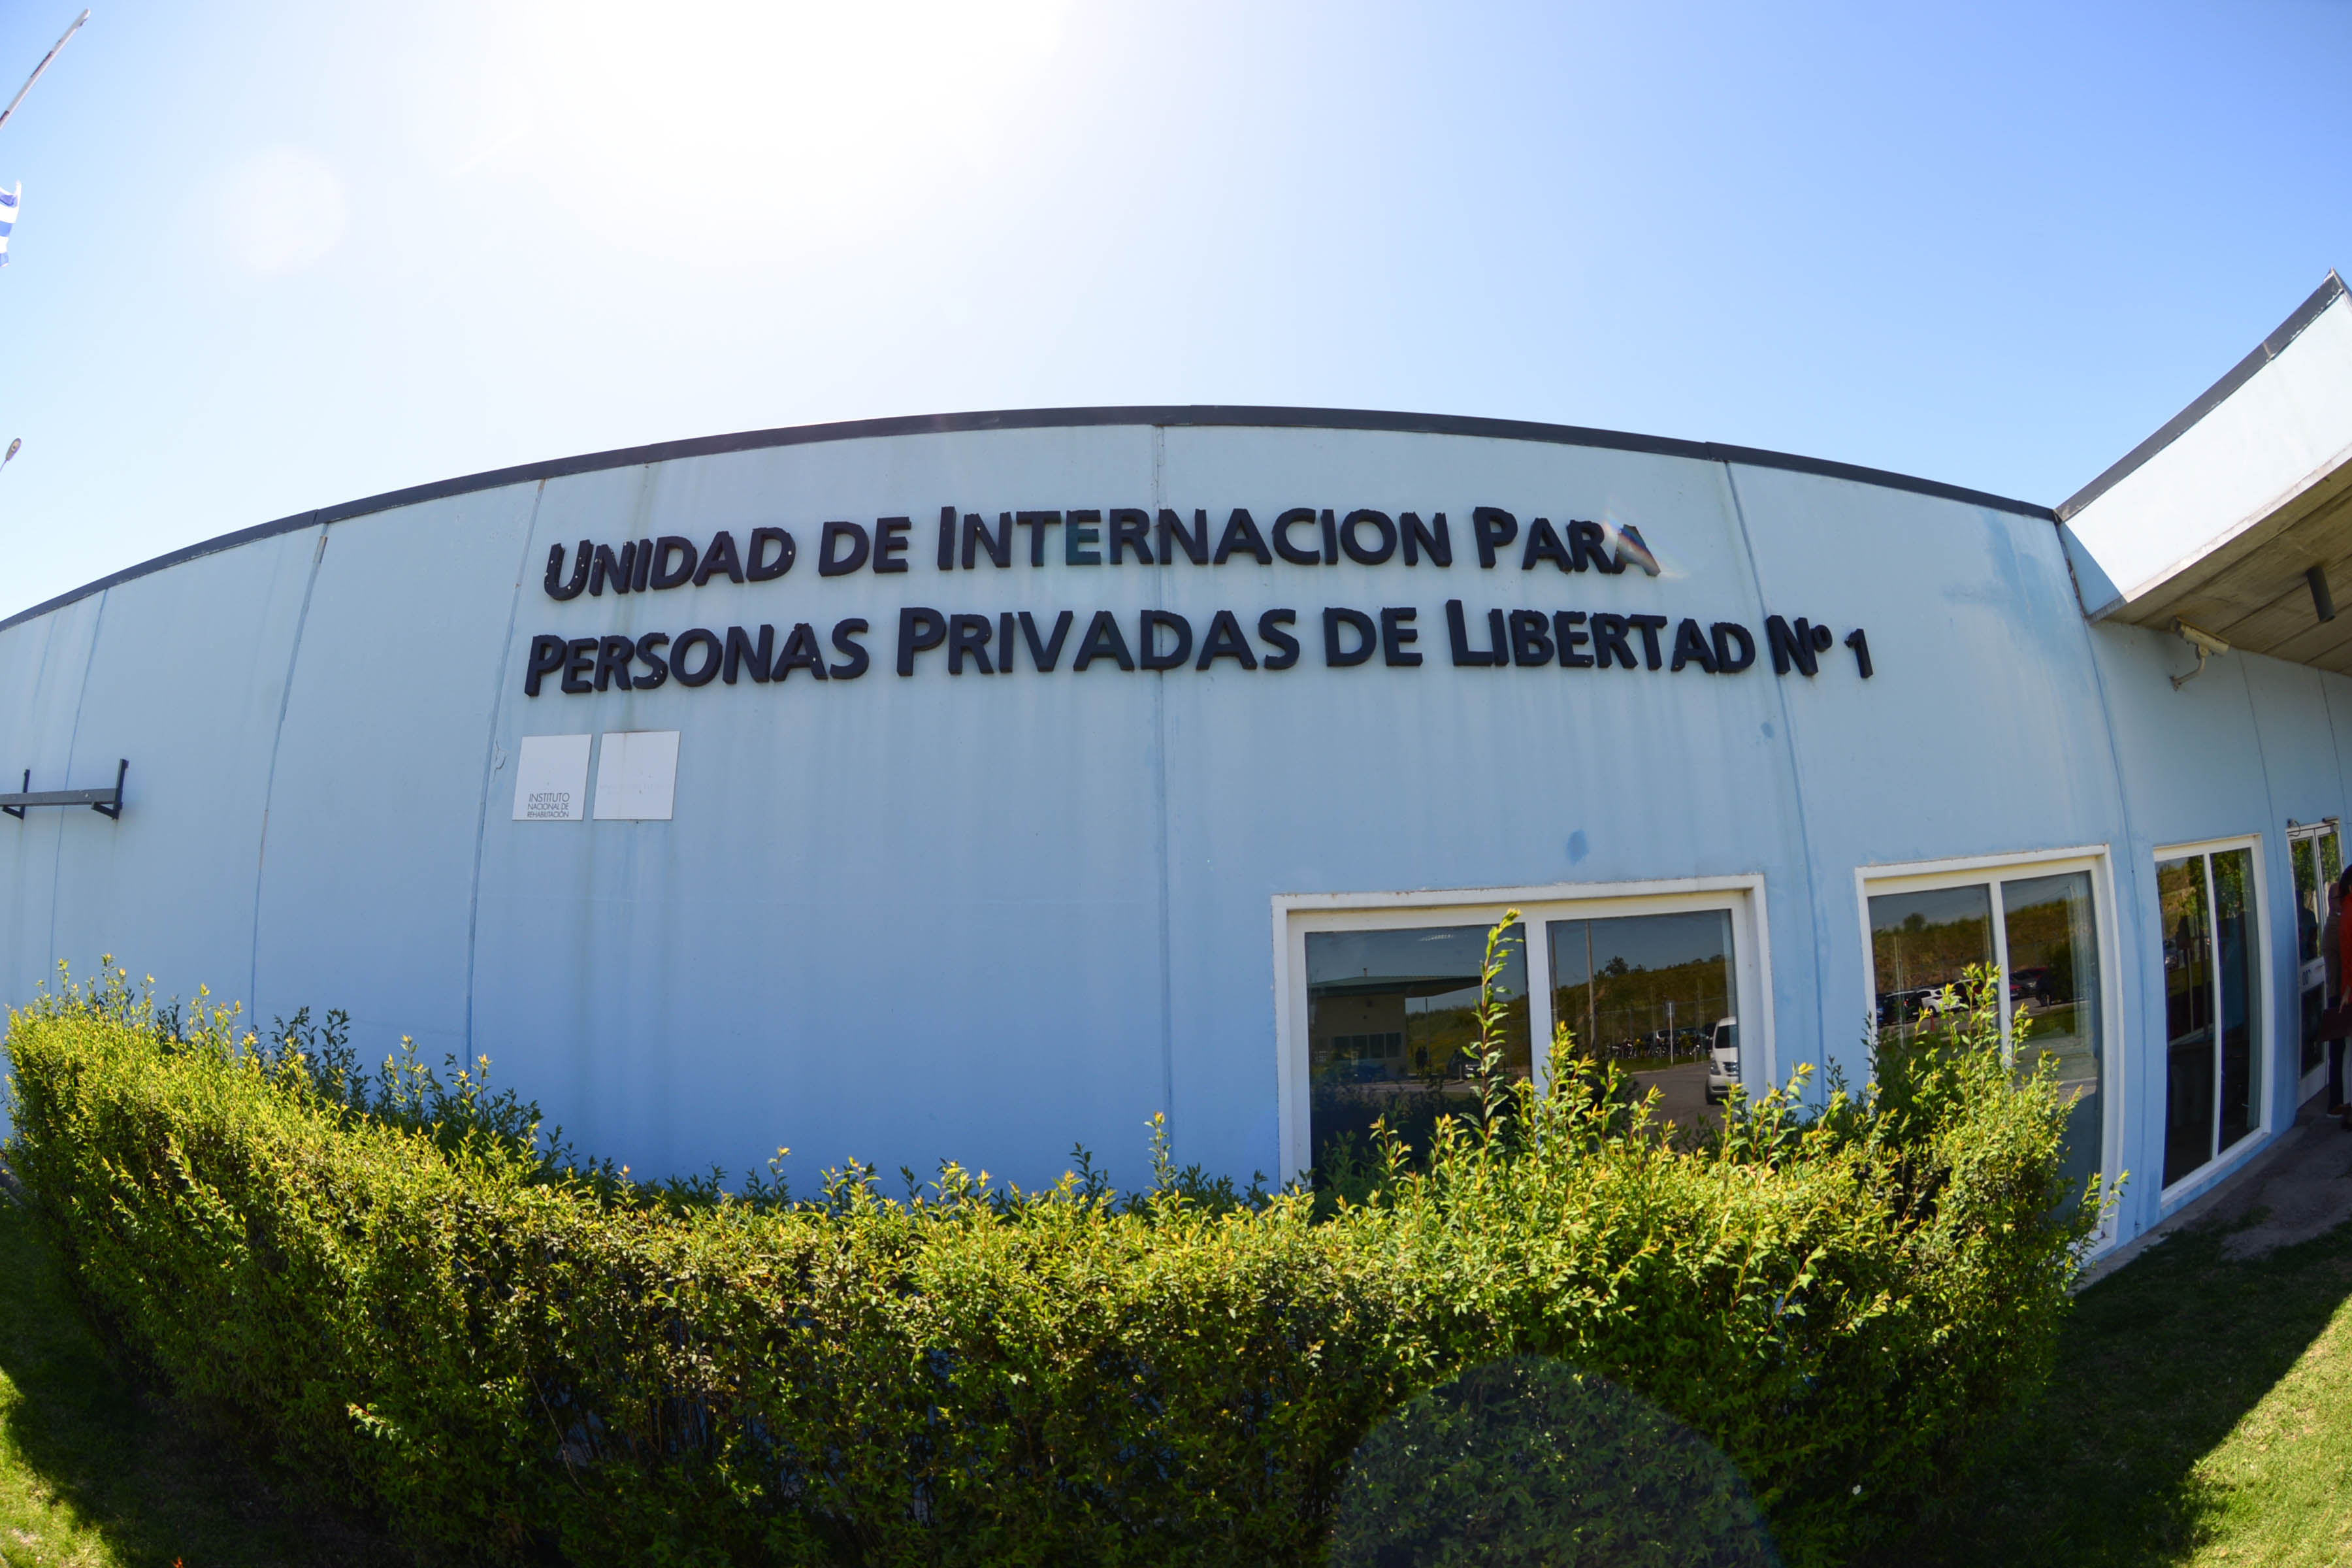 UNIDAD DE INTERNACION PARA
PERSONAS PRIVADAS DE LIBERTAD Nº 1
INSTITUTO
NACIONAL DE
REHABILITACIÓN